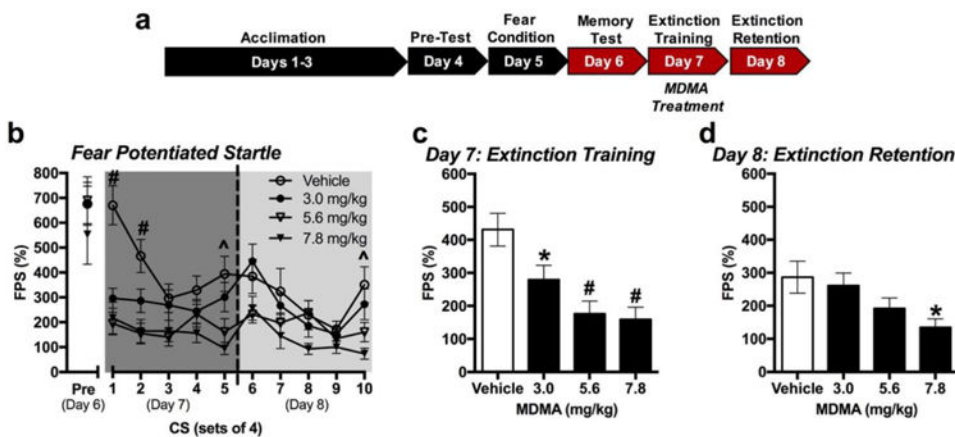 a
Acclimation
Pre-Test
Fear
Condition
Memory
Test
Extinction
Training
Extinction
Retention
Days 1-3
Day 4
Day 5
Day 6
Day 7
Day 8
MDMA
Treatment
b
Fear Potentiated Startle
FPS (%)
800
700
600
500
400
300
200
100
0
#
#
^
^
Vehicle
3.0 mg/kg
5.6 mg/kg
7.8 mg/kg
Pre
1 2 3 4 5 6 7 8 9 10
(Day 6) (Day 7) (Day 8)
CS (sets of 4)
c
Day 7: Extinction Training
FPS (%)
600
500
400
300
200
100
0
*
#
#
Vehicle 3.0 5.6 7.8
MDMA (mg/kg)
d
Day 8: Extinction Retention
FPS (%)
600
500
400
300
200
100
0
*
Vehicle 3.0 5.6 7.8
MDMA (mg/kg)